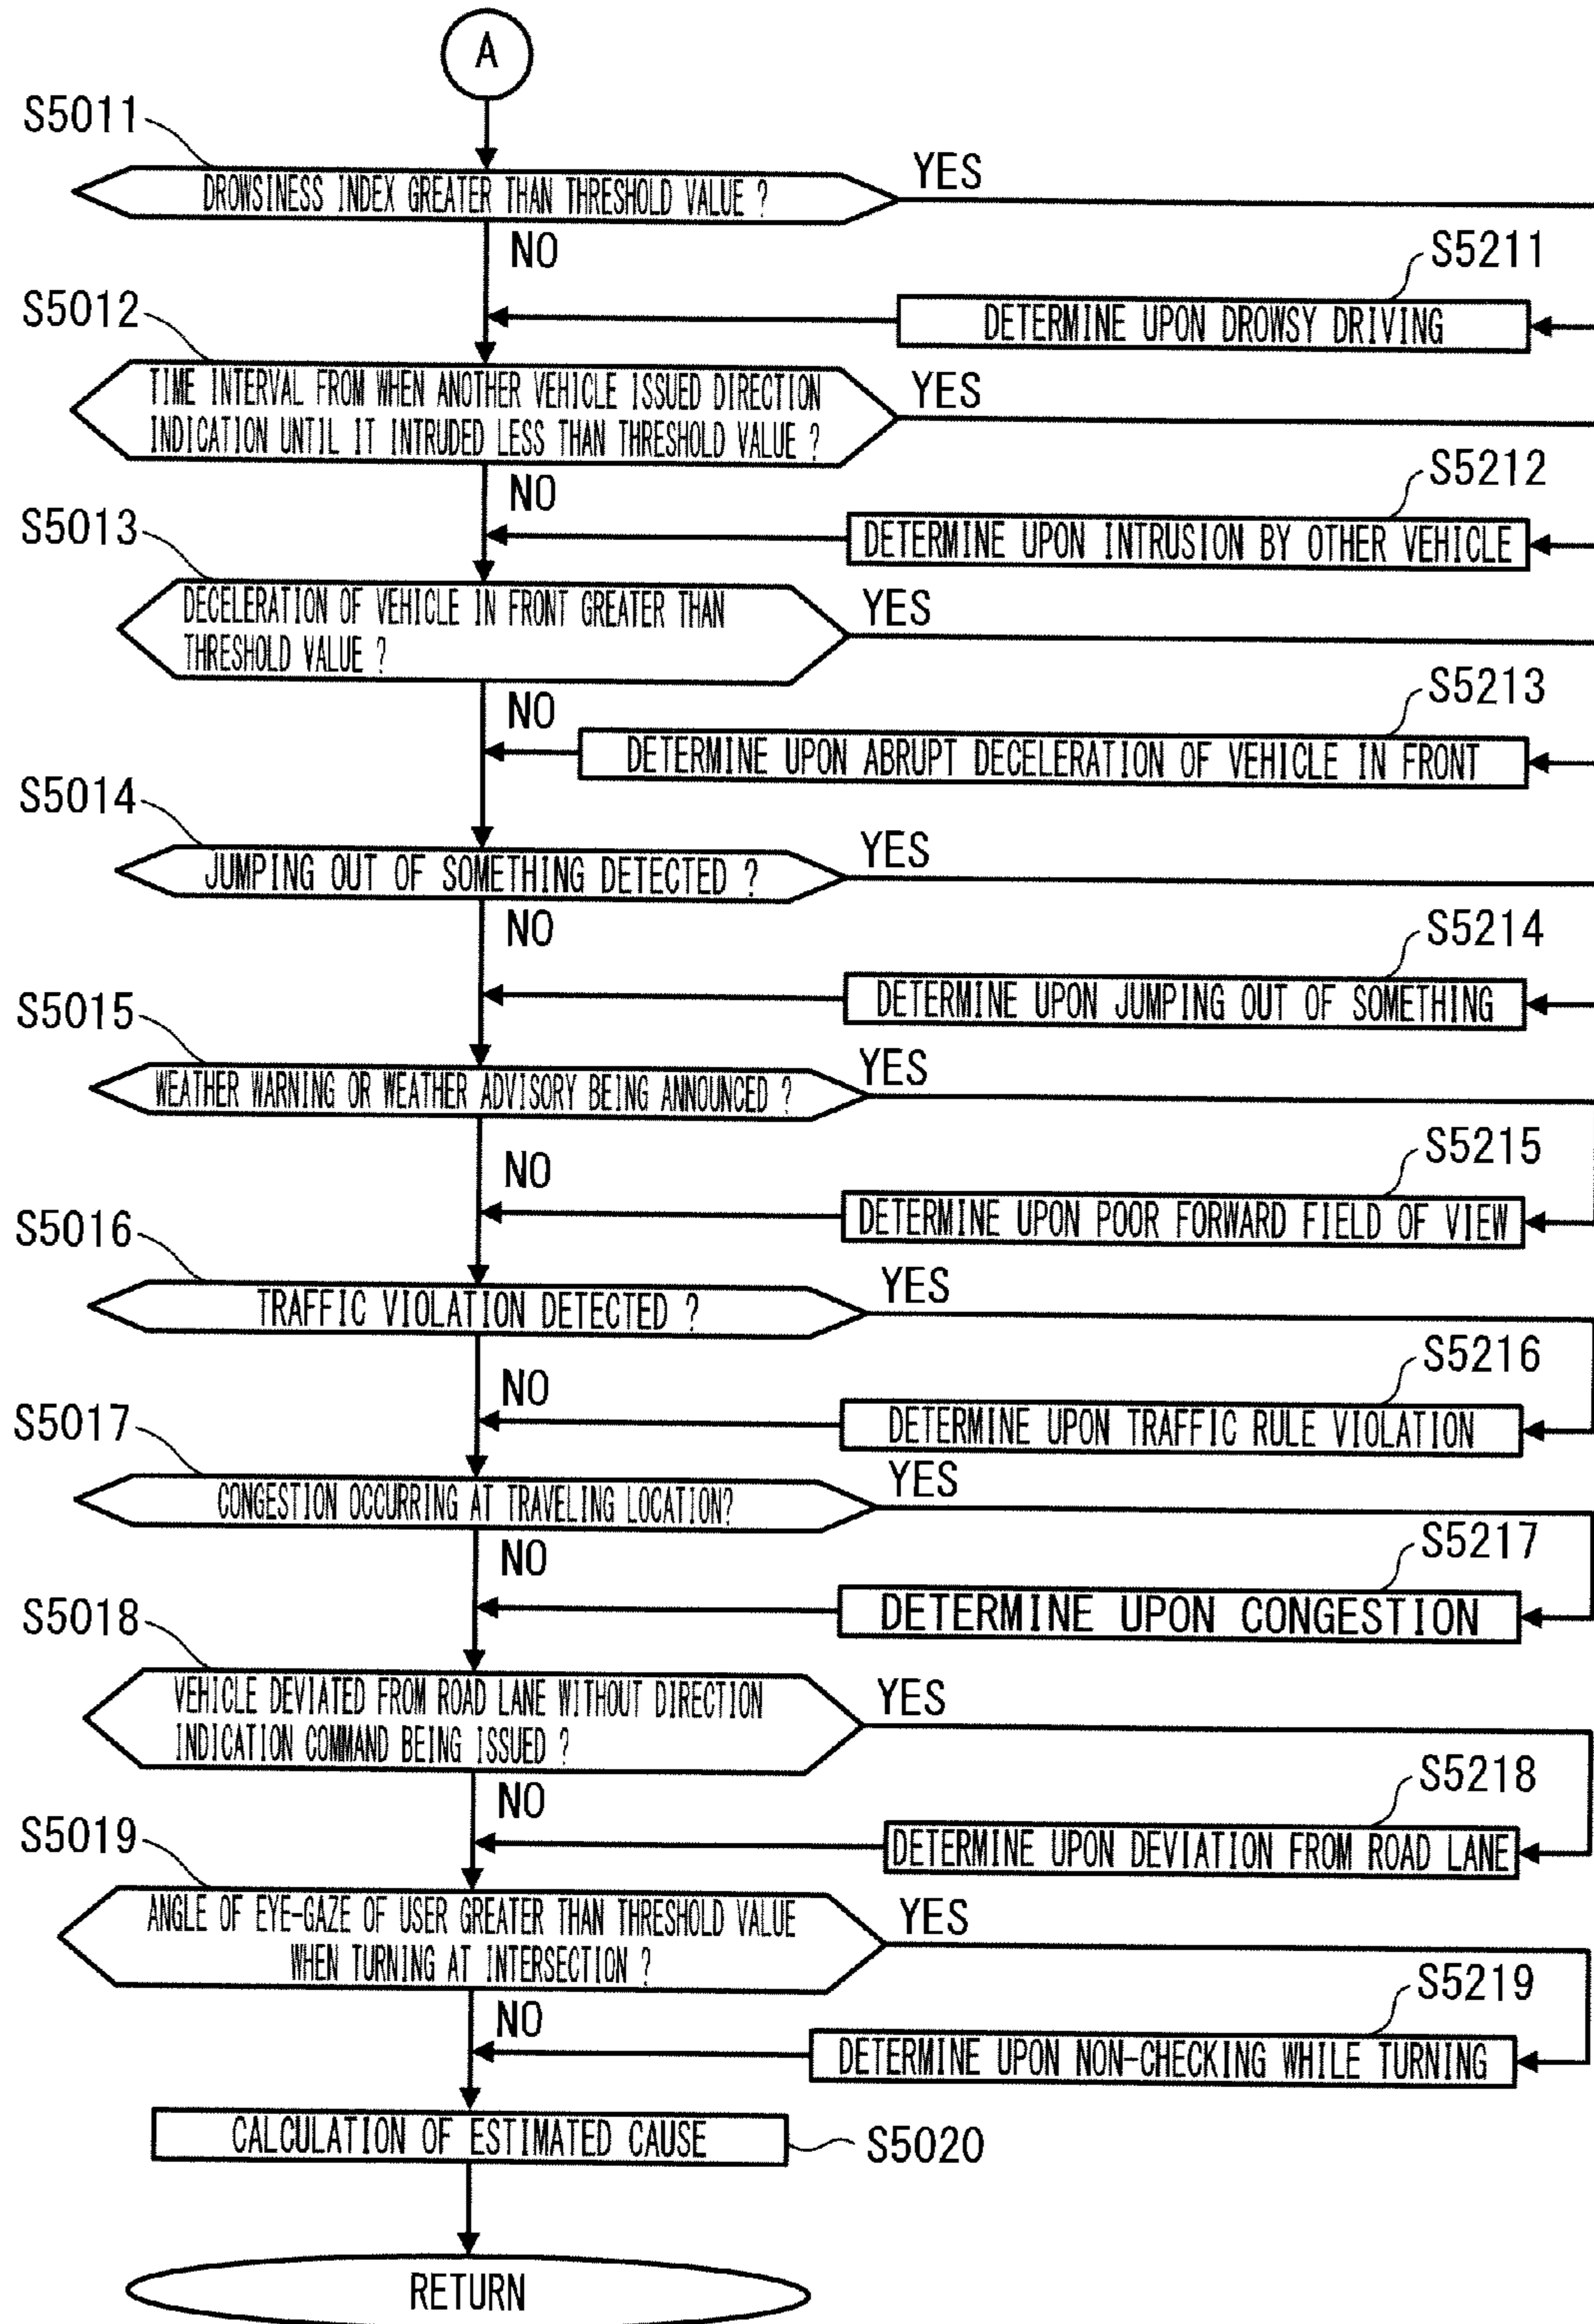 A
S5011
DROWSINESS INDEX GREATER THAN THRESHOLD VALUE ?
YES
NO
S5211
DETERMINE UPON DROWSY DRIVING
S5012
TIME INTERVAL FROM WHEN ANOTHER VEHICLE ISSUED DIRECTION
INDICATION UNTIL IT INTRUDED LESS THAN THRESHOLD VALUE ?
YES
NO
S5212
DETERMINE UPON INTRUSION BY OTHER VEHICLE
S5013
DECELERATION OF VEHICLE IN FRONT GREATER THAN
THRESHOLD VALUE ?
YES
NO
S5213
DETERMINE UPON ABRUPT DECELERATION OF VEHICLE IN FRONT
S5014
JUMPING OUT OF SOMETHING DETECTED ?
YES
NO
S5214
DETERMINE UPON JUMPING OUT OF SOMETHING
S5015
WEATHER WARNING OR WEATHER ADVISORY BEING ANNOUNCED ?
YES
NO
S5215
DETERMINE UPON POOR FORWARD FIELD OF VIEW
S5016
TRAFFIC VIOLATION DETECTED ?
YES
NO
S5216
DETERMINE UPON TRAFFIC RULE VIOLATION
S5017
CONGESTION OCCURRING AT TRAVELING LOCATION?
YES
NO
S5217
DETERMINE UPON CONGESTION
S5018
VEHICLE DEVIATED FROM ROAD LANE WITHOUT DIRECTION
INDICATION COMMAND BEING ISSUED ?
YES
NO
S5218
DETERMINE UPON DEVIATION FROM ROAD LANE
S5019
ANGLE OF EYE-GAZE OF USER GREATER THAN THRESHOLD VALUE
WHEN TURNING AT INTERSECTION ?
YES
NO
S5219
DETERMINE UPON NON-CHECKING WHILE TURNING
CALCULATION OF ESTIMATED CAUSE
S5020
RETURN